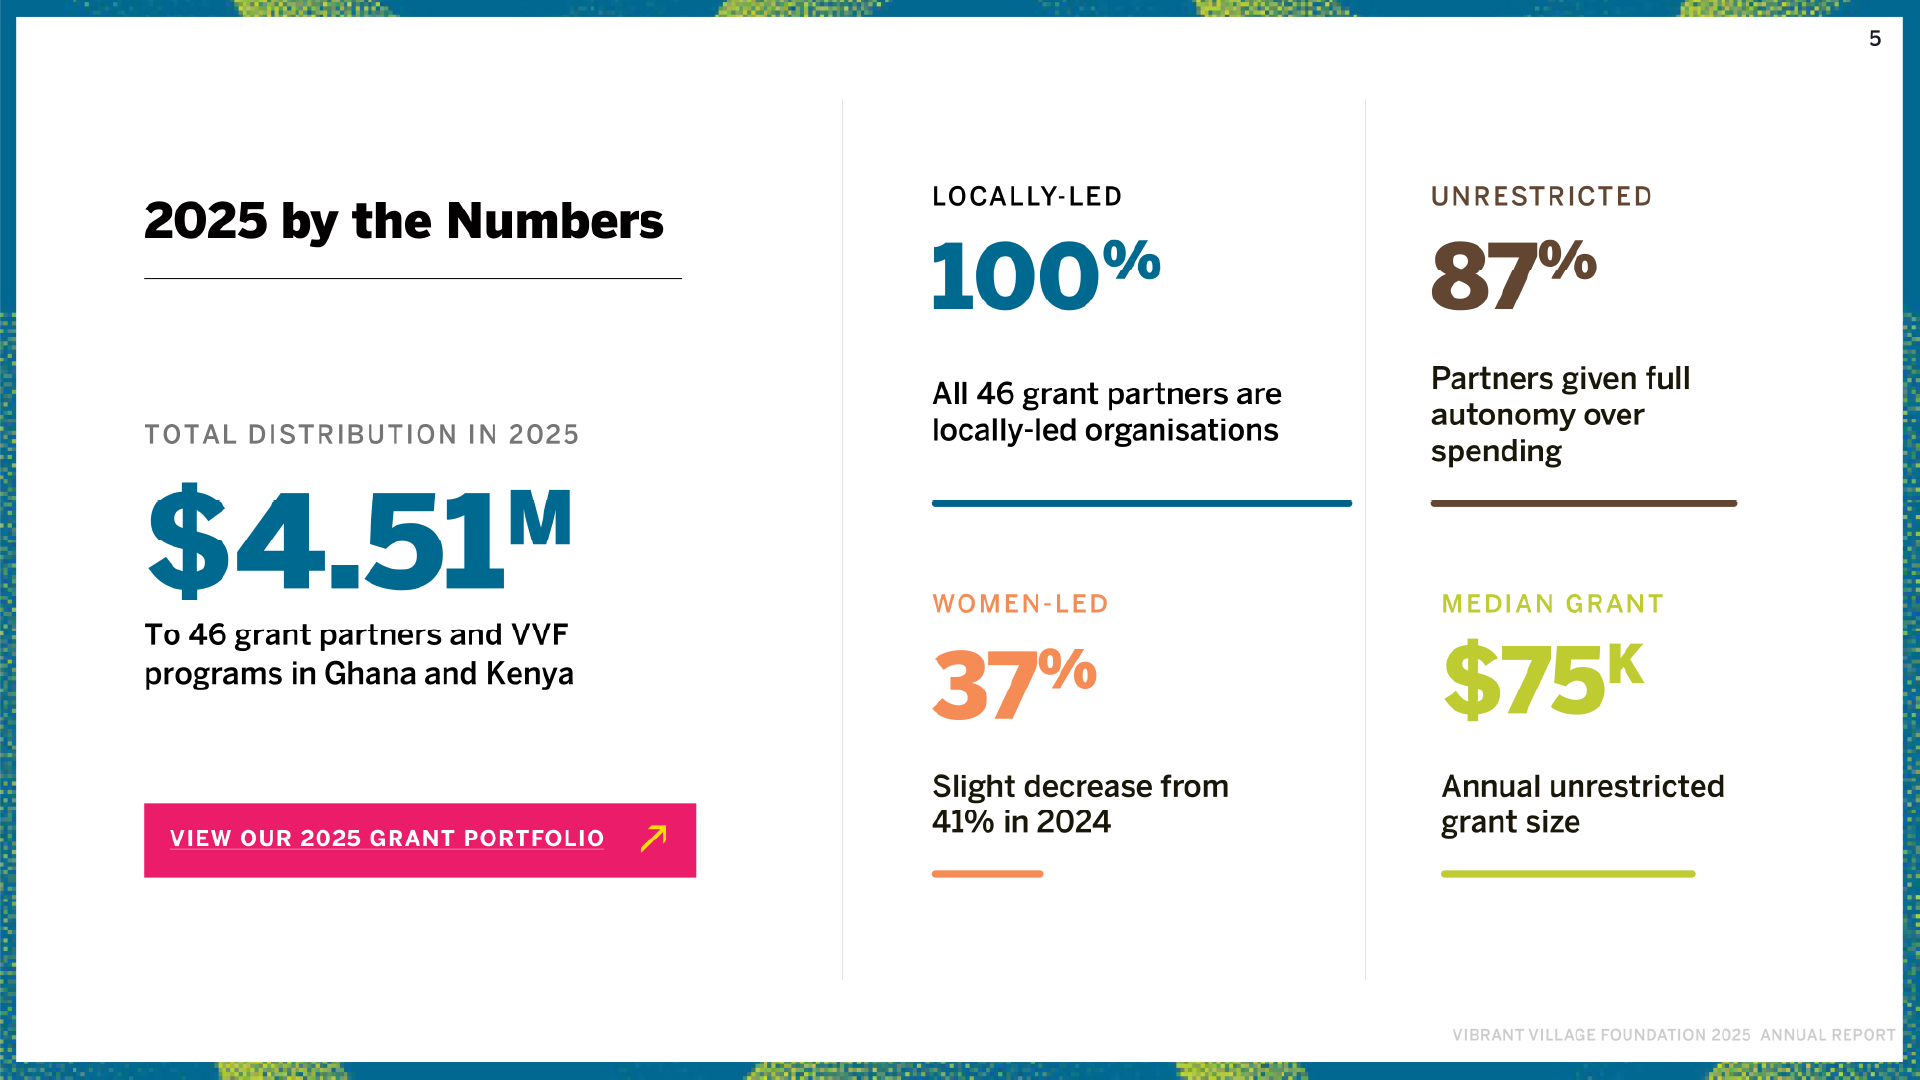 5
2025 by the Numbers
TOTAL DISTRIBUTION IN 2025
$4.51M
To 46 grant partners and VVF
programs in Ghana and Kenya
VIEW OUR 2025 GRANT PORTFOLIO
LOCALLY-LED
100%
All 46 grant partners are
locally-led organisations
WOMEN-LED
37%
Slight decrease from
41% in 2024
UNRESTRICTED
87%
Partners given full
autonomy over
spending
MEDIAN GRANT
$75K
Annual unrestricted
grant size
VIBRANT VILLAGE FOUNDATION 2025 ANNUAL REPORT